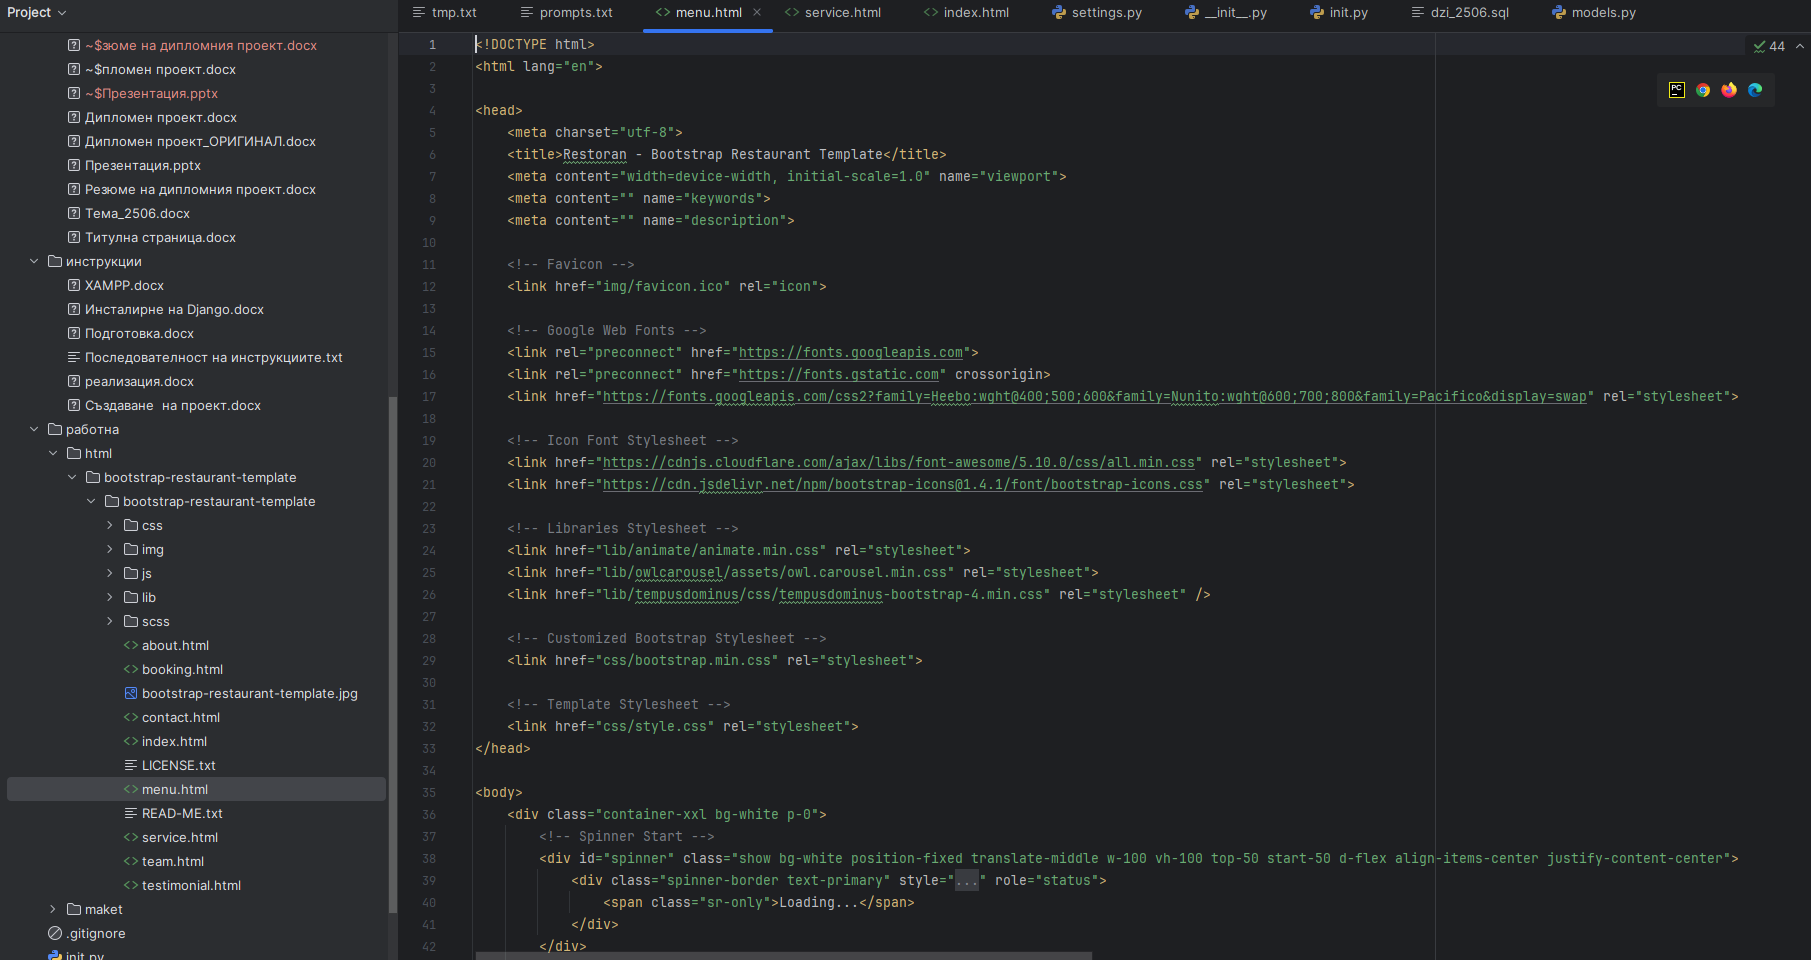 Project
~$зюме на дипломния проект.docx
~$пломен проект.docx
~$Презентация.pptx
Дипломен проект.docx
Дипломен проект_ОРИГИНАЛ.docx
Презентация.pptx
Резюме на дипломния проект.docx
Тема_2506.docx
Титулна страница.docx
инструкции
XAMPP.docx
Инсталирне на Django.docx
Подготовка.docx
Последователност на инструкциите.txt
реализация.docx
Създаване  на проект.docx
работна
html
bootstrap-restaurant-template
bootstrap-restaurant-template
css
img
js
lib
scss
about.html
booking.html
bootstrap-restaurant-template.jpg
contact.html
index.html
LICENSE.txt
menu.html
READ-ME.txt
service.html
team.html
testimonial.html
maket
.gitignore
init.py
tmp.txt prompts.txt menu.html service.html index.html settings.py __init__.py init.py dzi_2506.sql models.py
44
PC
1 <!DOCTYPE html>
2 <html lang="en">
3
4 <head>
5 <meta charset="utf-8">
6 <title>Restoran - Bootstrap Restaurant Template</title>
7 <meta content="width=device-width, initial-scale=1.0" name="viewport">
8 <meta content="" name="keywords">
9 <meta content="" name="description">
10
11 <!-- Favicon -->
12 <link href="img/favicon.ico" rel="icon">
13
14 <!-- Google Web Fonts -->
15 <link rel="preconnect" href="https://fonts.googleapis.com">
16 <link rel="preconnect" href="https://fonts.gstatic.com" crossorigin>
17 <link href="https://fonts.googleapis.com/css2?family=Heebo:wght@400;500;600&family=Nunito:wght@600;700;800&family=Pacifico&display=swap" rel="stylesheet">
18
19 <!-- Icon Font Stylesheet -->
20 <link href="https://cdnjs.cloudflare.com/ajax/libs/font-awesome/5.10.0/css/all.min.css" rel="stylesheet">
21 <link href="https://cdn.jsdelivr.net/npm/bootstrap-icons@1.4.1/font/bootstrap-icons.css" rel="stylesheet">
22
23 <!-- Libraries Stylesheet -->
24 <link href="lib/animate/animate.min.css" rel="stylesheet">
25 <link href="lib/owlcarousel/assets/owl.carousel.min.css" rel="stylesheet">
26 <link href="lib/tempusdominus/css/tempusdominus-bootstrap-4.min.css" rel="stylesheet" />
27
28 <!-- Customized Bootstrap Stylesheet -->
29 <link href="css/bootstrap.min.css" rel="stylesheet">
30
31 <!-- Template Stylesheet -->
32 <link href="css/style.css" rel="stylesheet">
33 </head>
34
35 <body>
36 <div class="container-xxl bg-white p-0">
37 <!-- Spinner Start -->
38 <div id="spinner" class="show bg-white position-fixed translate-middle w-100 vh-100 top-50 start-50 d-flex align-items-center justify-content-center">
39 <div class="spinner-border text-primary" style="..." role="status">
40 <span class="sr-only">Loading...</span>
41 </div>
42 </div>